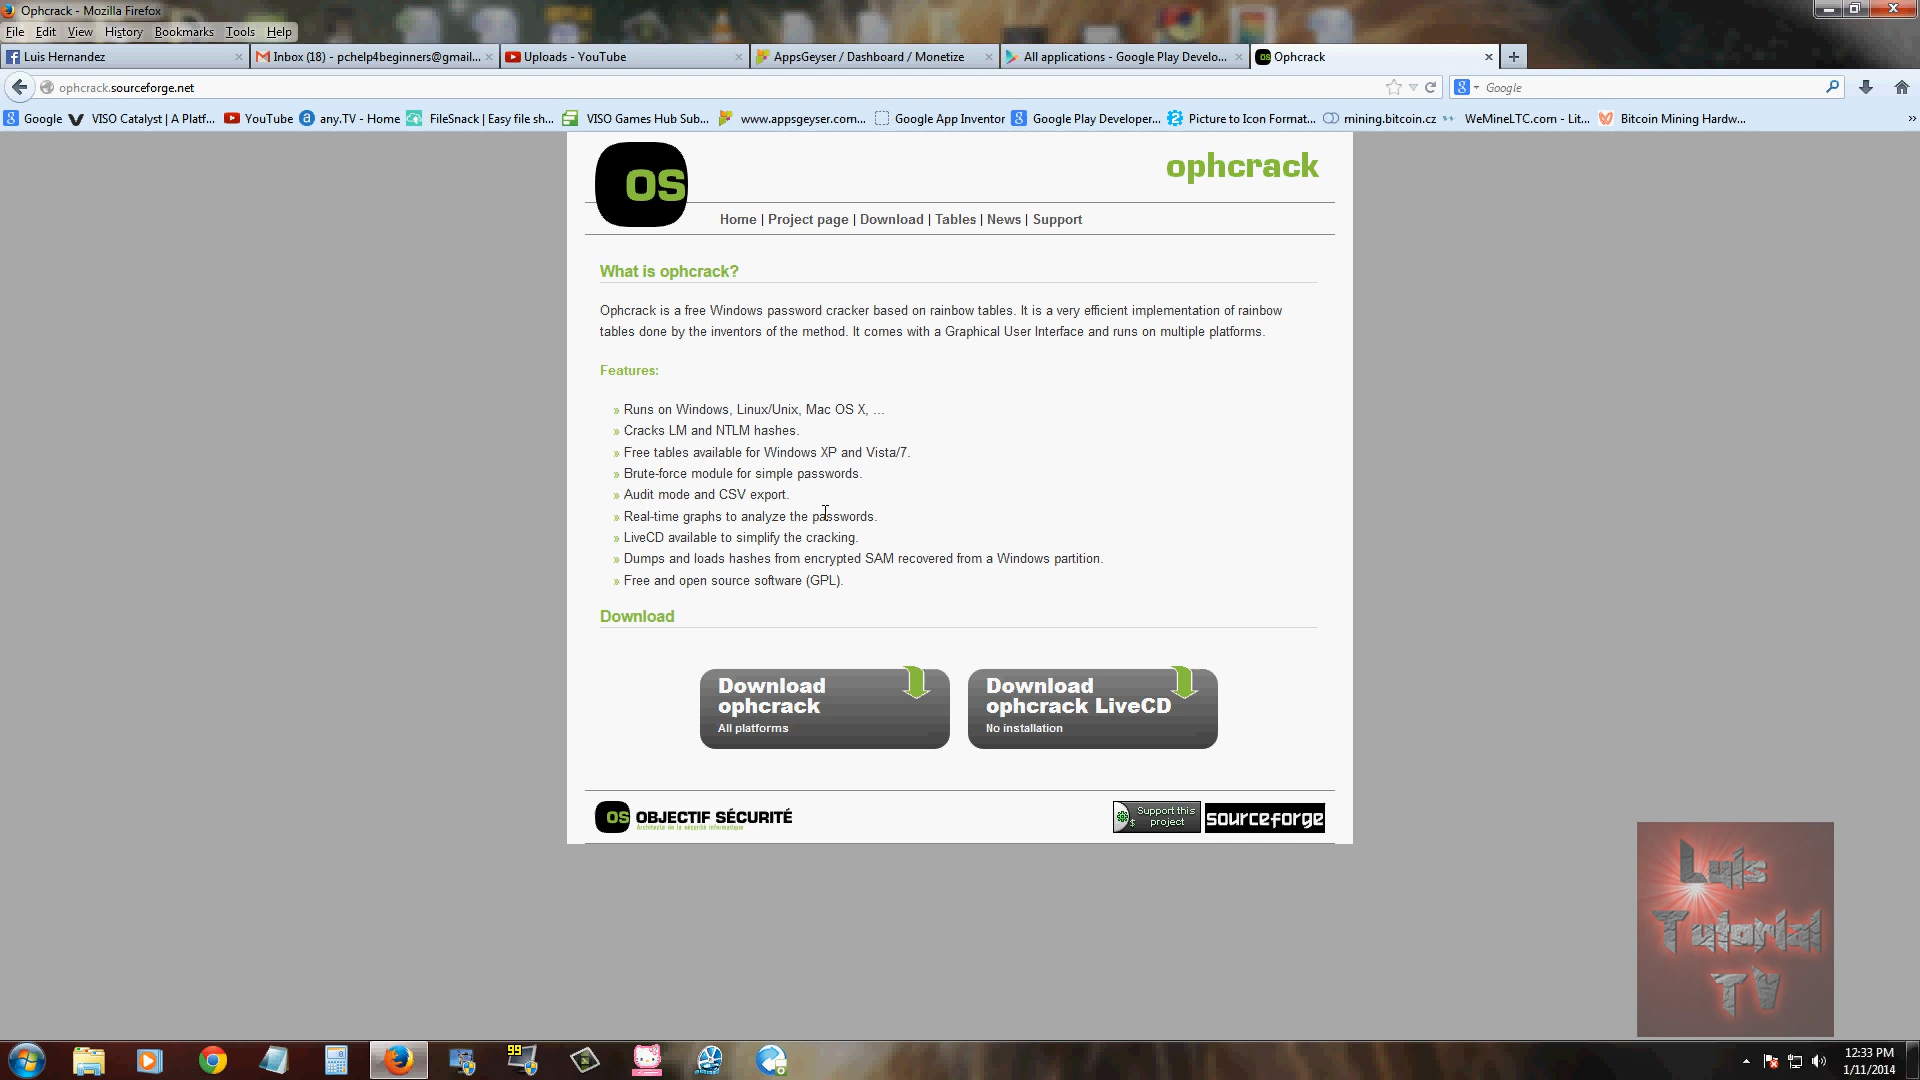 Ophcrack - Mozilla Firefox
File Edit View History Bookmarks Tools Help
Luis Hernandez
Inbox (18) - pchelp4beginners@gmail...
Uploads - YouTube
AppsGeyser / Dashboard / Monetize
All applications - Google Play Develo...
Ophcrack
ophcrack.sourceforge.net
Google
Google VISO Catalyst | A Platf... YouTube any.TV - Home FileSnack | Easy file sh... VISO Games Hub Sub... www.appsgeyser.com... Google App Inventor Google Play Developer... Picture to Icon Format... mining.bitcoin.cz WeMineLTC.com - Lit... Bitcoin Mining Hardw...
OS
ophcrack
Home | Project page | Download | Tables | News | Support
What is ophcrack?
Ophcrack is a free Windows password cracker based on rainbow tables. It is a very efficient implementation of rainbow
tables done by the inventors of the method. It comes with a Graphical User Interface and runs on multiple platforms.
Features:
» Runs on Windows, Linux/Unix, Mac OS X, ...
» Cracks LM and NTLM hashes.
» Free tables available for Windows XP and Vista/7.
» Brute-force module for simple passwords.
» Audit mode and CSV export.
» Real-time graphs to analyze the passwords.
» LiveCD available to simplify the cracking.
» Dumps and loads hashes from encrypted SAM recovered from a Windows partition.
» Free and open source software (GPL).
Download
Download
ophcrack
All platforms
Download
ophcrack LiveCD
No installation
OS OBJECTIF SÉCURITÉ
Architecte de la sécurité informatique
Support this
project
sourceforge
Luis
Tutorial
TV
99
12:33 PM
1/11/2014